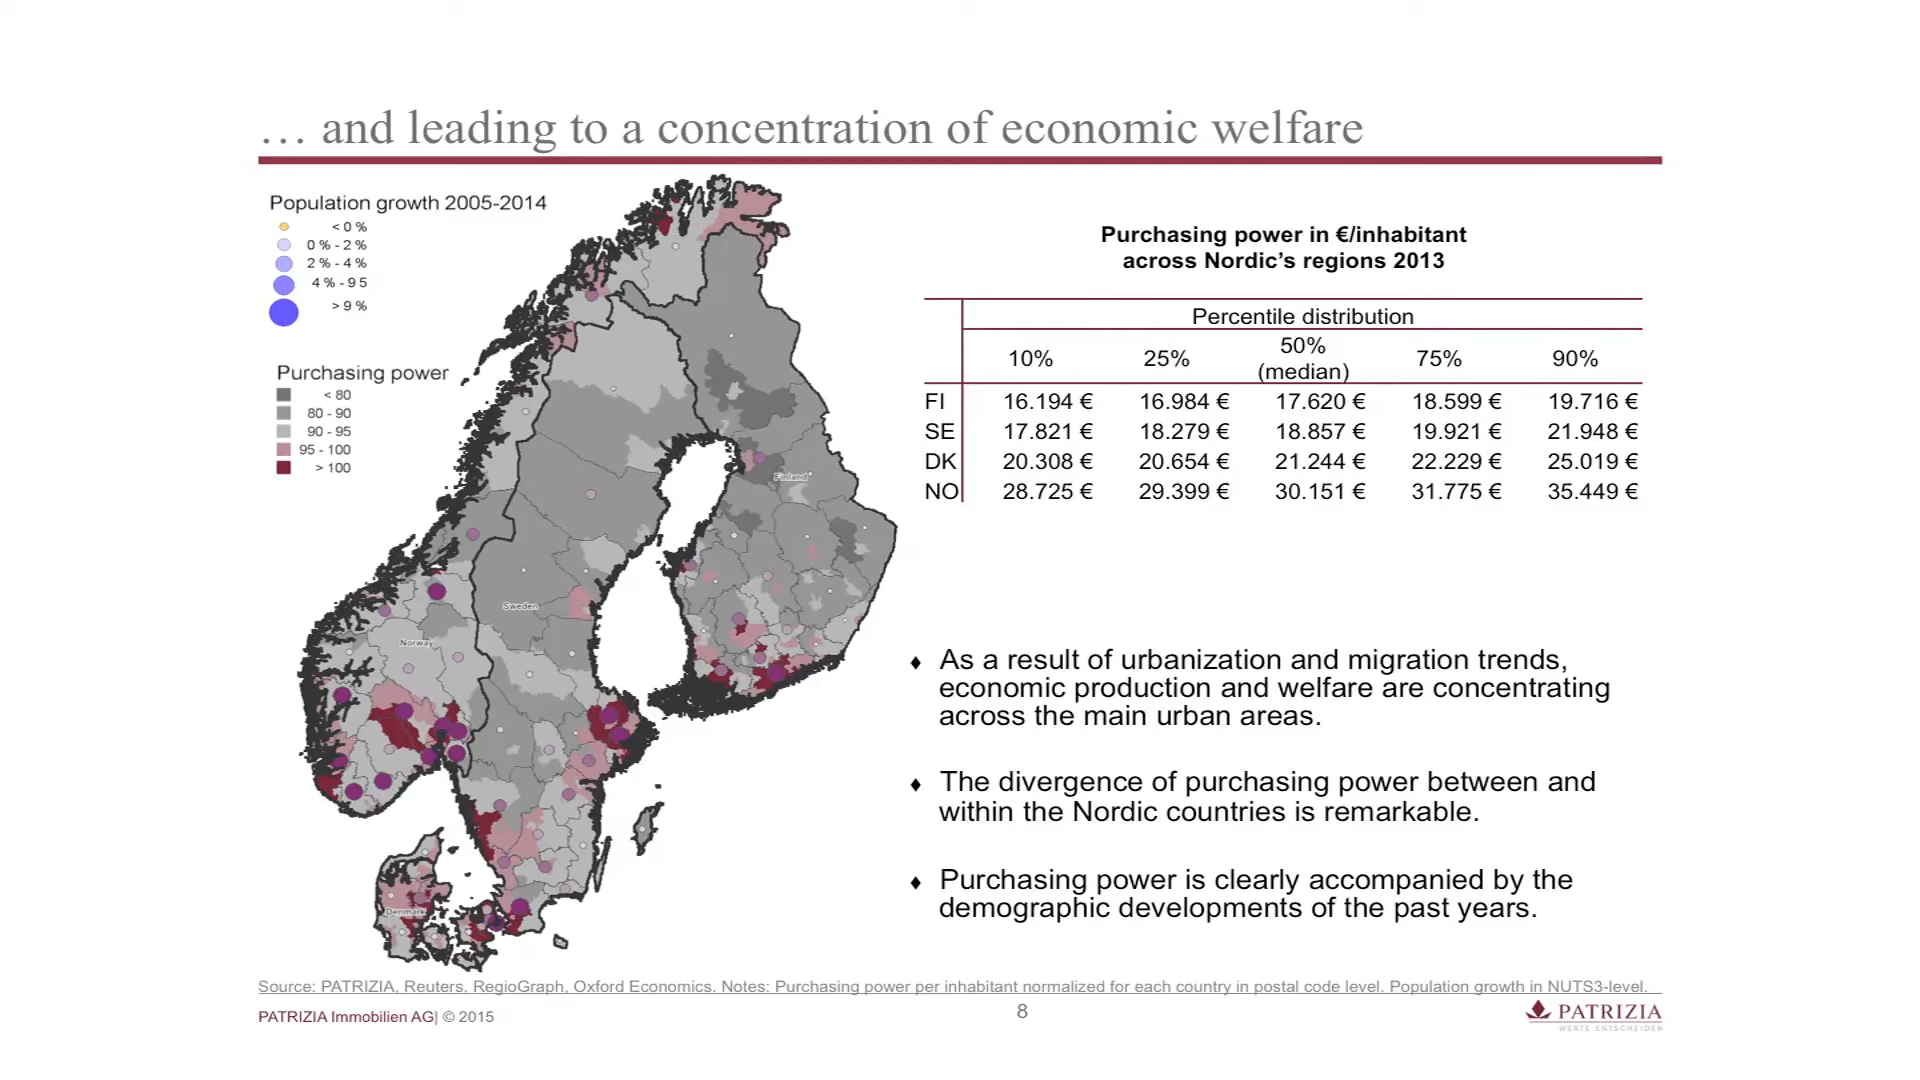 … and leading to a concentration of economic welfare
Population growth 2005-2014
< 0 %
0 % - 2 %
2 % - 4 %
4 % - 9 5
> 9 %
Purchasing power
< 80
80 - 90
90 - 95
95 - 100
> 100
Finland
Sweden
Norway
Denmark
Purchasing power in €/inhabitant
across Nordic’s regions 2013
Percentile distribution
10% 25% 50% (median) 75% 90%
FI 16.194 € 16.984 € 17.620 € 18.599 € 19.716 €
SE 17.821 € 18.279 € 18.857 € 19.921 € 21.948 €
DK 20.308 € 20.654 € 21.244 € 22.229 € 25.019 €
NO 28.725 € 29.399 € 30.151 € 31.775 € 35.449 €
♦ As a result of urbanization and migration trends,
economic production and welfare are concentrating
across the main urban areas.
♦ The divergence of purchasing power between and
within the Nordic countries is remarkable.
♦ Purchasing power is clearly accompanied by the
demographic developments of the past years.
Source: PATRIZIA, Reuters, RegioGraph, Oxford Economics. Notes: Purchasing power per inhabitant normalized for each country in postal code level. Population growth in NUTS3-level.
PATRIZIA Immobilien AG| © 2015
8
PATRIZIA
WERTE ENTSCHEIDEN